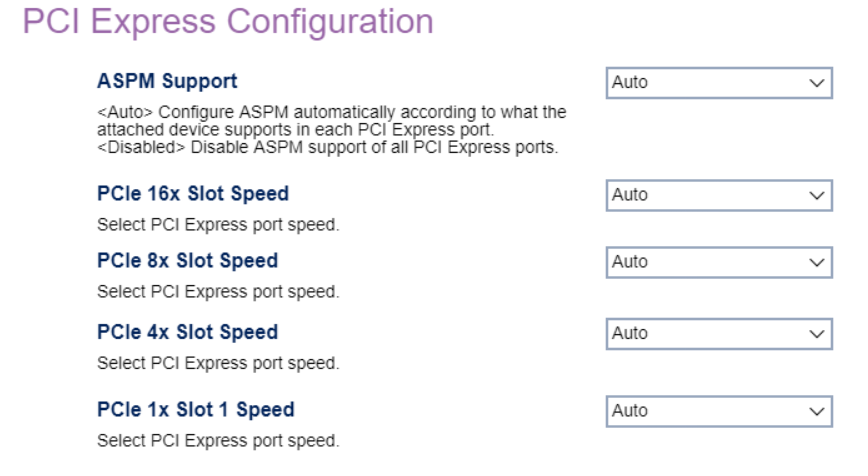 PCI Express Configuration
ASPM Support
Auto
<Auto> Configure ASPM automatically according to what the
attached device supports in each PCI Express port.
<Disabled> Disable ASPM support of all PCI Express ports.
PCIe 16x Slot Speed
Auto
Select PCI Express port speed.
PCIe 8x Slot Speed
Auto
Select PCI Express port speed.
PCIe 4x Slot Speed
Auto
Select PCI Express port speed.
PCIe 1x Slot 1 Speed
Auto
Select PCI Express port speed.